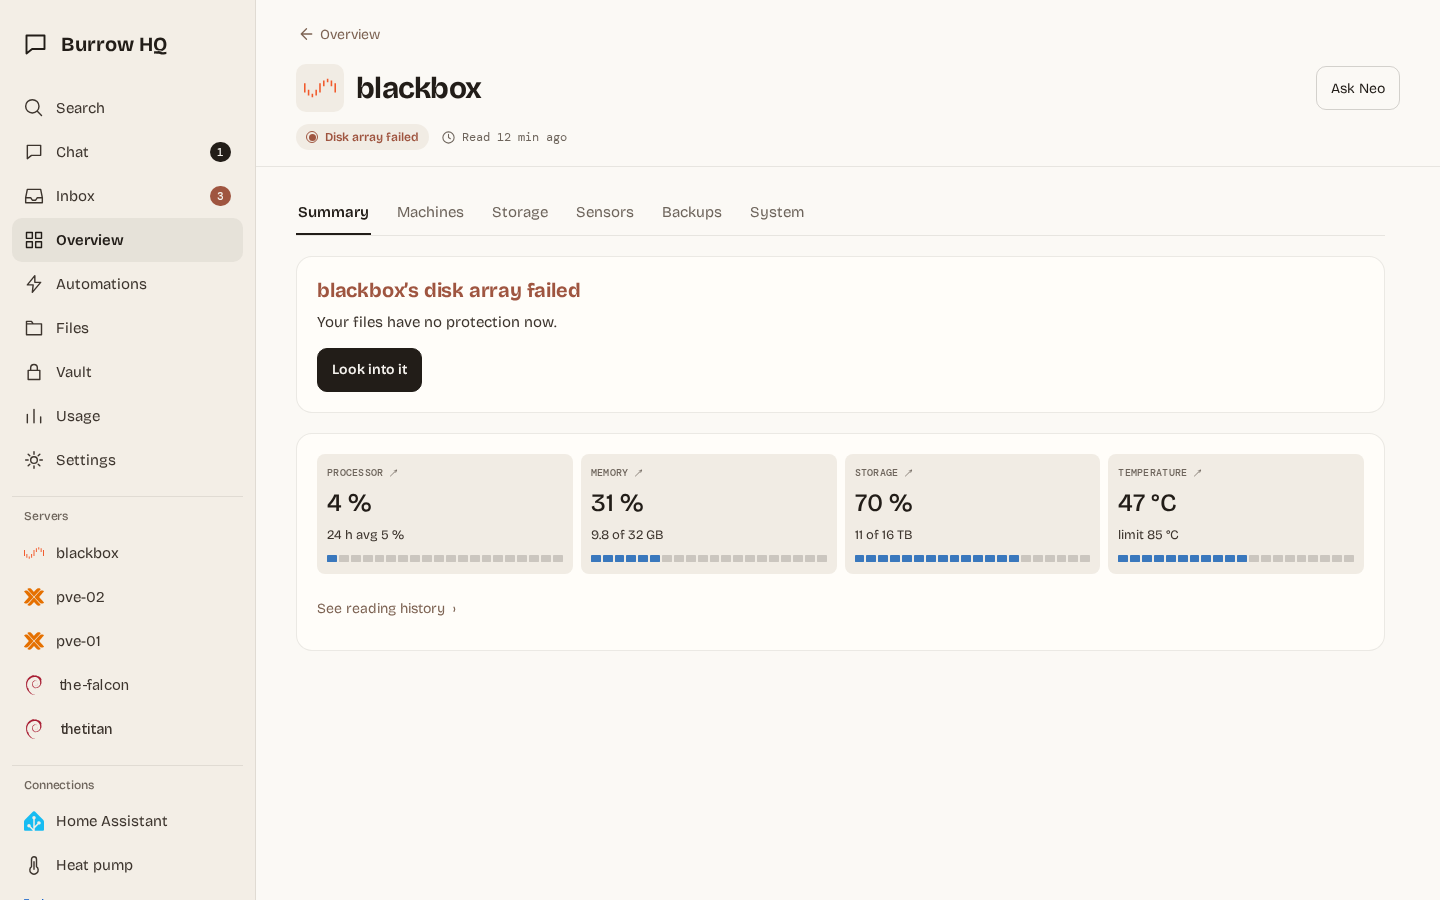 Burrow HQ
Search
Chat
1
Inbox
3
Overview
Automations
Files
Vault
Usage
Settings
Servers
blackbox
pve-02
pve-01
the-falcon
thetitan
Connections
Home Assistant
Heat pump
Overview
blackbox
Ask Neo
Disk array failed
Read 12 min ago
Summary
Machines
Storage
Sensors
Backups
System
blackbox's disk array failed
Your files have no protection now.
Look into it
PROCESSOR ↗
4 %
24 h avg 5 %
MEMORY ↗
31 %
9.8 of 32 GB
STORAGE ↗
70 %
11 of 16 TB
TEMPERATURE ↗
47 °C
limit 85 °C
See reading history ›